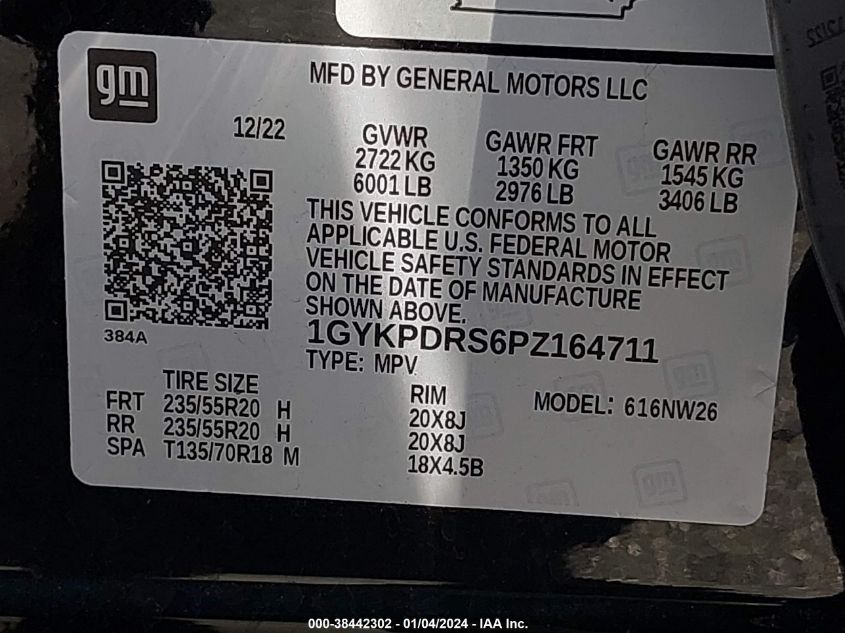 gm
MFD BY GENERAL MOTORS LLC
12/22
GVWR GAWR FRT GAWR RR
2722 KG 1350 KG 1545 KG
6001 LB 2976 LB 3406 LB
THIS VEHICLE CONFORMS TO ALL
APPLICABLE U.S. FEDERAL MOTOR
VEHICLE SAFETY STANDARDS IN EFFECT
ON THE DATE OF MANUFACTURE
SHOWN ABOVE.
384A
1GYKPDRS6PZ164711
TYPE: MPV
TIRE SIZE RIM
FRT 235/55R20 H 20X8J
RR 235/55R20 H 20X8J
SPA T135/70R18 M 18X4.5B
MODEL: 616NW26
000-38442302 - 01/04/2024 - IAA Inc.